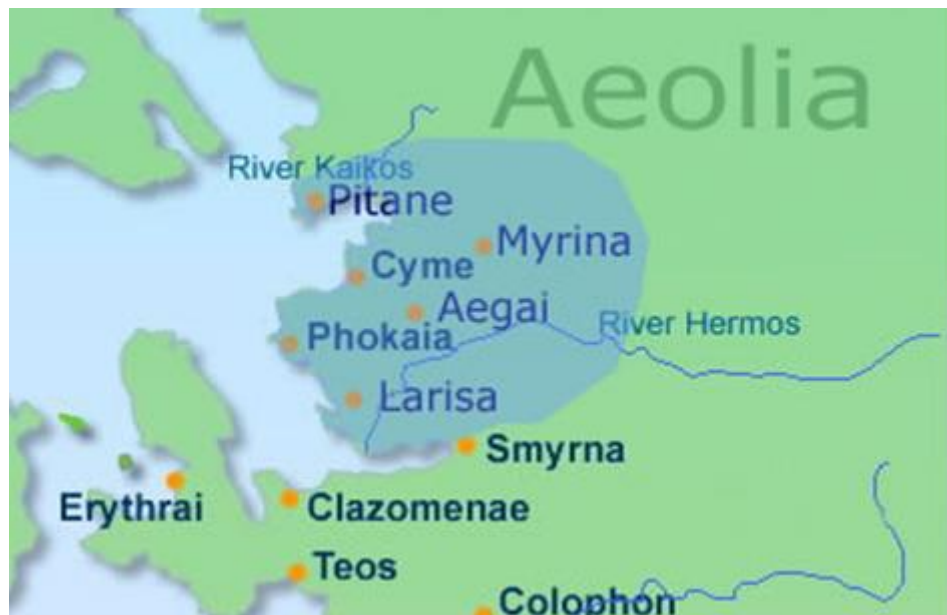 Aeolia
River Kaikos
Pitane
Myrina
Cyme
Aegai
River Hermos
Phokaia
Larisa
Smyrna
Erythrai
Clazomenae
Teos
Colophon